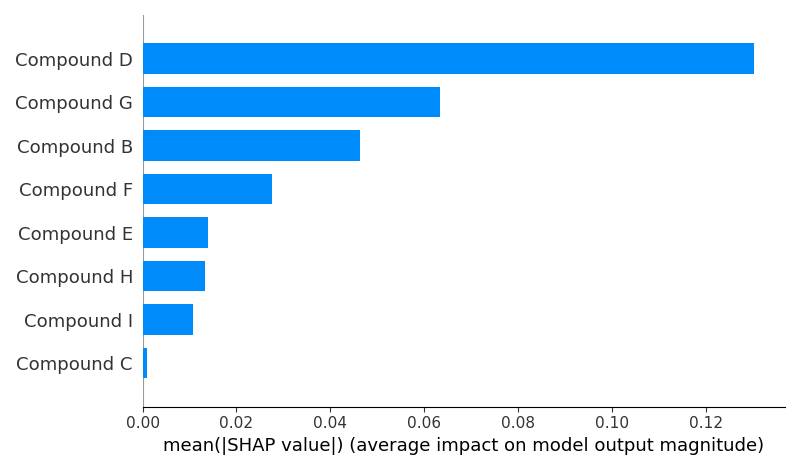 Compound D
Compound G
Compound B
Compound F
Compound E
Compound H
Compound I
Compound C
0.00 0.02 0.04 0.06 0.08 0.10 0.12
mean(|SHAP value|) (average impact on model output magnitude)